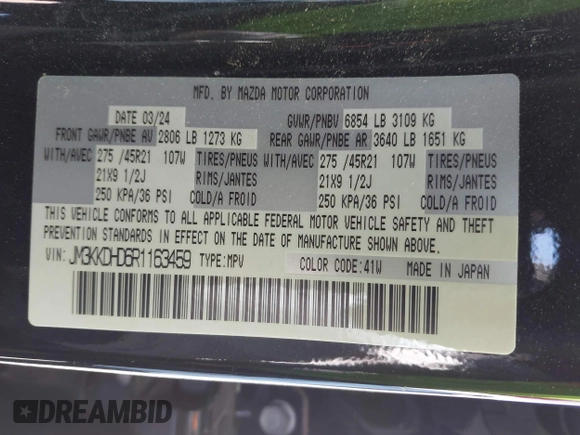 MFD. BY MAZDA MOTOR CORPORATION
DATE 03/24 GVWR/PNBV 6854 LB 3109 KG
FRONT GAWR/PNBE AV 2806 LB 1273 KG REAR GAWR/PNBE AR 3640 LB 1651 KG
WITH/AVEC 275 /45R21 107W TIRES/PNEUS WITH/AVEC 275 /45R21 107W TIRES/PNEUS
21X9 1/2J RIMS/JANTES 21X9 1/2J RIMS/JANTES
250 KPA/36 PSI COLD/A FROID 250 KPA/36 PSI COLD/A FROID
THIS VEHICLE CONFORMS TO ALL APPLICABLE FEDERAL MOTOR VEHICLE SAFETY AND THEFT
PREVENTION STANDARDS IN EFFECT ON THE DATE OF MANUFACTURE SHOWN ABOVE.
VIN: JM3KKDHD6R1163459 TYPE:MPV COLOR CODE:41W MADE IN JAPAN
DREAMBID